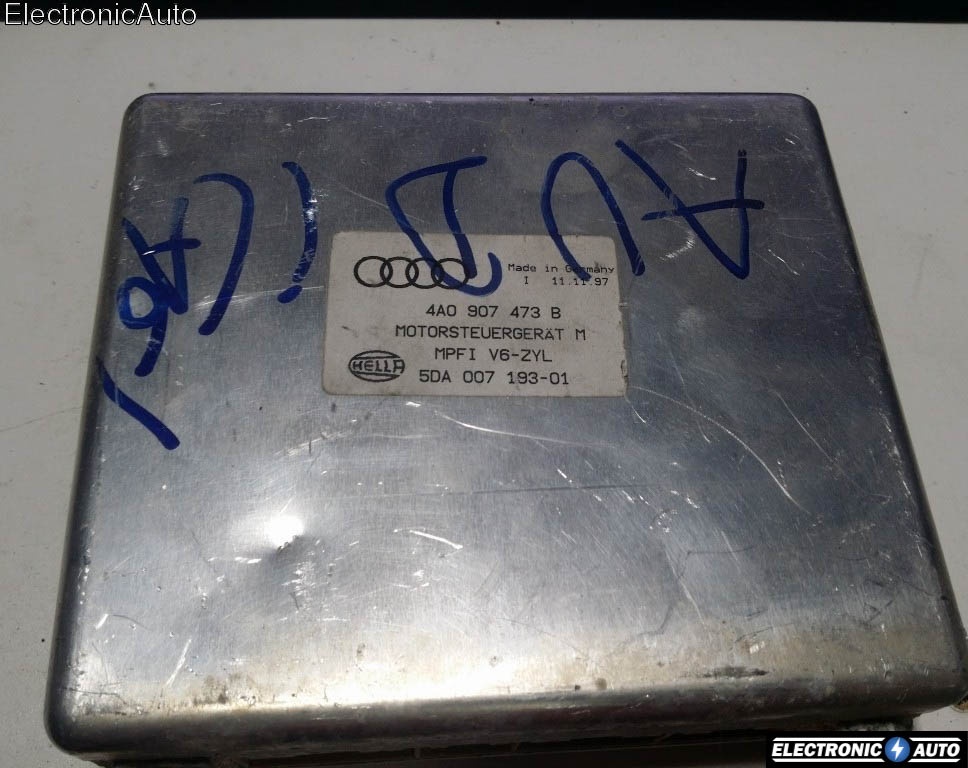 ElectronicAuto
AUDI
Made in Germany
I 11.11.97
4A0 907 473 B
MOTORSTEUERGERÄT M
MPFI V6-ZYL
HELLA
5DA 007 193-01
ELECTRONIC AUTO